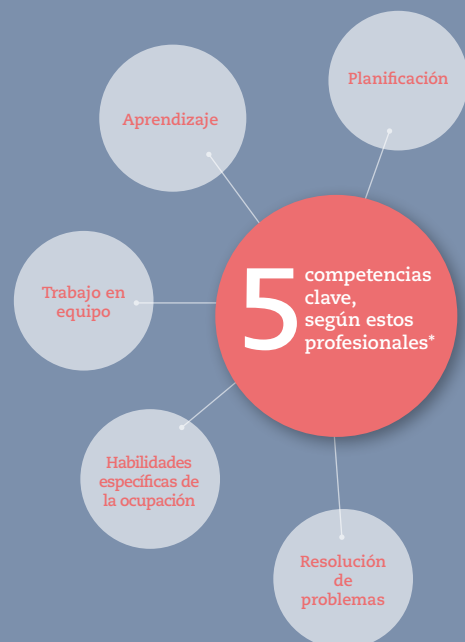 Planificación
Aprendizaje
5
competencias
clave,
según estos
profesionales*
Trabajo en
equipo
Habilidades
específicas de
la ocupación
Resolución
de
problemas